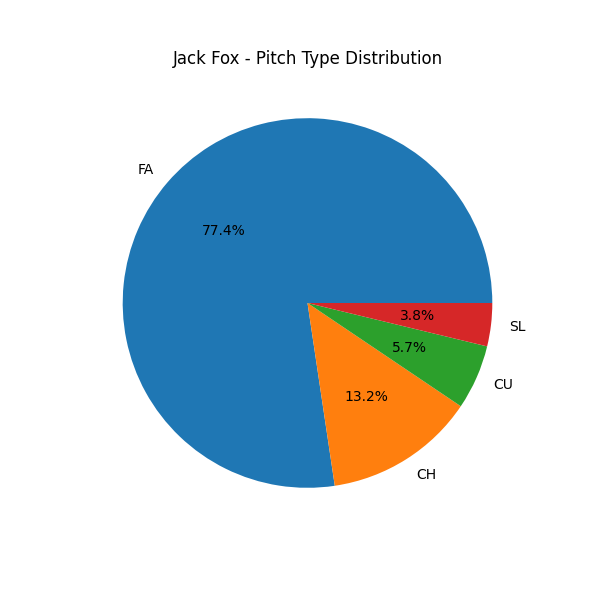 Jack Fox - Pitch Type Distribution
FA
77.4%
3.8%
SL
5.7%
CU
13.2%
CH